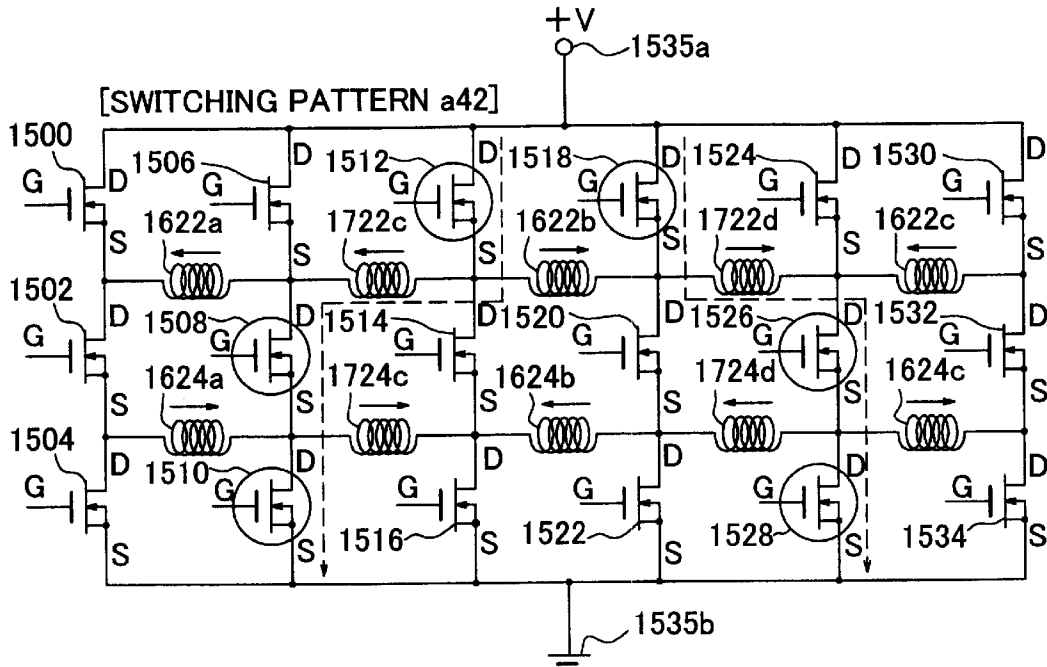 +V
1535a
[SWITCHING PATTERN a42]
1500 1506 1512 1518 1524 1530
G D G D G D G D G D G D
1622a S 1722c S 1622b S 1722d S 1622c S
S
1502 D 1508 D 1514 D 1520 D 1526 D 1532 D
G G G G G G
1624a S 1724c S 1624b S 1724d S 1624c S
S
1504 D 1510 D D D D D
G G G G G G
S S 1516 S 1522 S 1528 S 1534 S
1535b